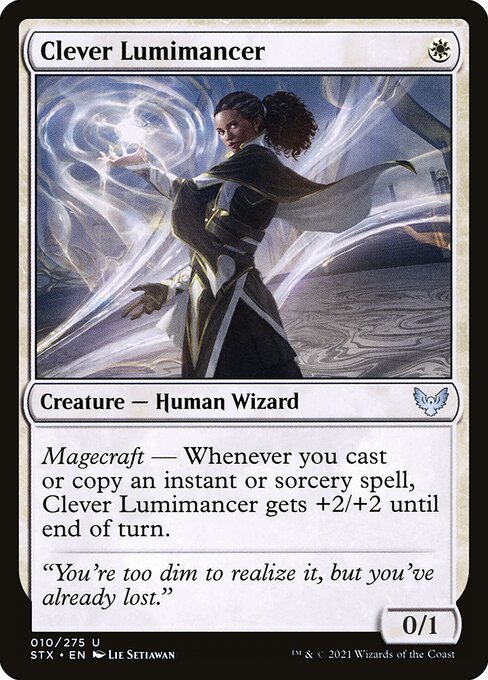 Clever Lumimancer
Creature — Human Wizard
Magecraft — Whenever you cast
or copy an instant or sorcery spell,
Clever Lumimancer gets +2/+2 until
end of turn.
“You’re too dim to realize it, but you’ve
already lost.”
0/1
010/275 U
STX • EN Lie Setiawan
™ & © 2021 Wizards of the Coast